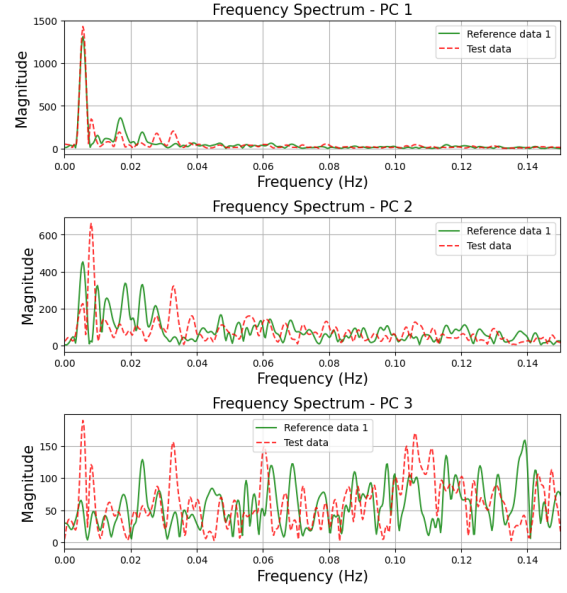 Frequency Spectrum - PC 1
1500
1000
500
0
Magnitude
Reference data 1
Test data
0.00 0.02 0.04 0.06 0.08 0.10 0.12 0.14
Frequency (Hz)
Frequency Spectrum - PC 2
600
400
200
0
Magnitude
Reference data 1
Test data
0.00 0.02 0.04 0.06 0.08 0.10 0.12 0.14
Frequency (Hz)
Frequency Spectrum - PC 3
150
100
50
0
Magnitude
Reference data 1
Test data
0.00 0.02 0.04 0.06 0.08 0.10 0.12 0.14
Frequency (Hz)